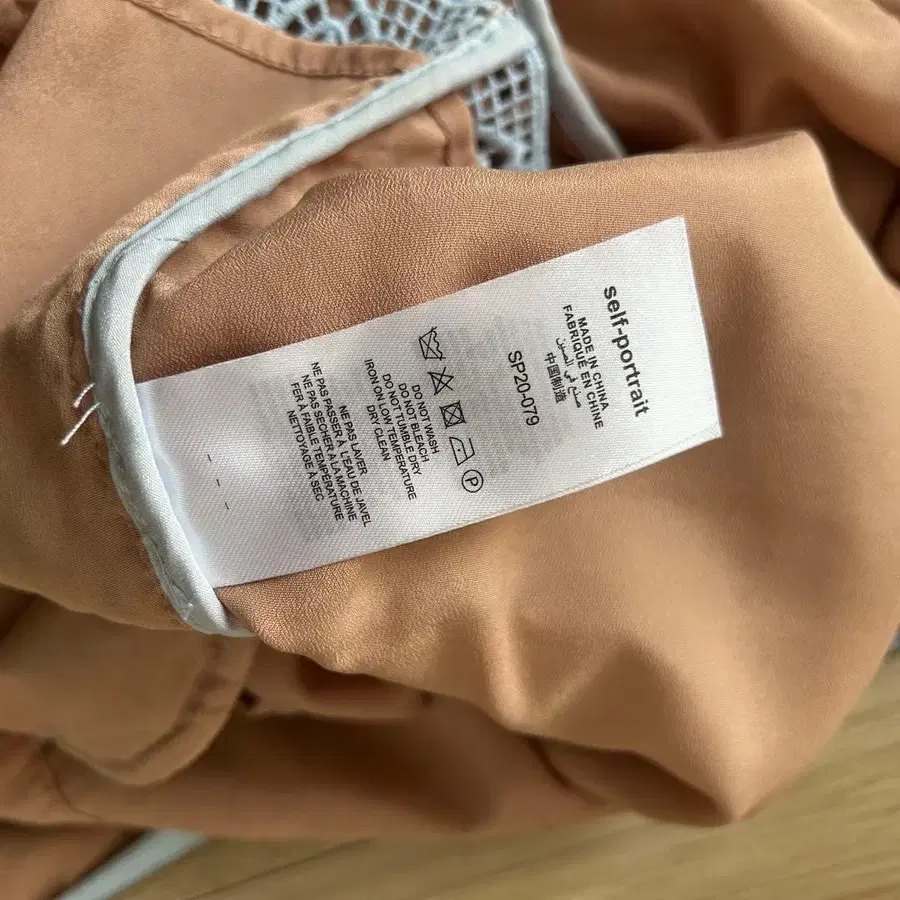 self-portrait
MADE IN CHINA
FABRIQUÉ EN CHINE
صنع في الصين
中国制造
SP20-079
P
DO NOT WASH
DO NOT BLEACH
DO NOT TUMBLE DRY
IRON ON LOW TEMPERATURE
DRY CLEAN
NE PAS LAVER
NE PAS PASSER À L'EAU DE JAVEL
NE PAS SECHER A LA MACHINE
FER À FAIBLE TEMPÉRATURE
NETTOYAGE À SEC